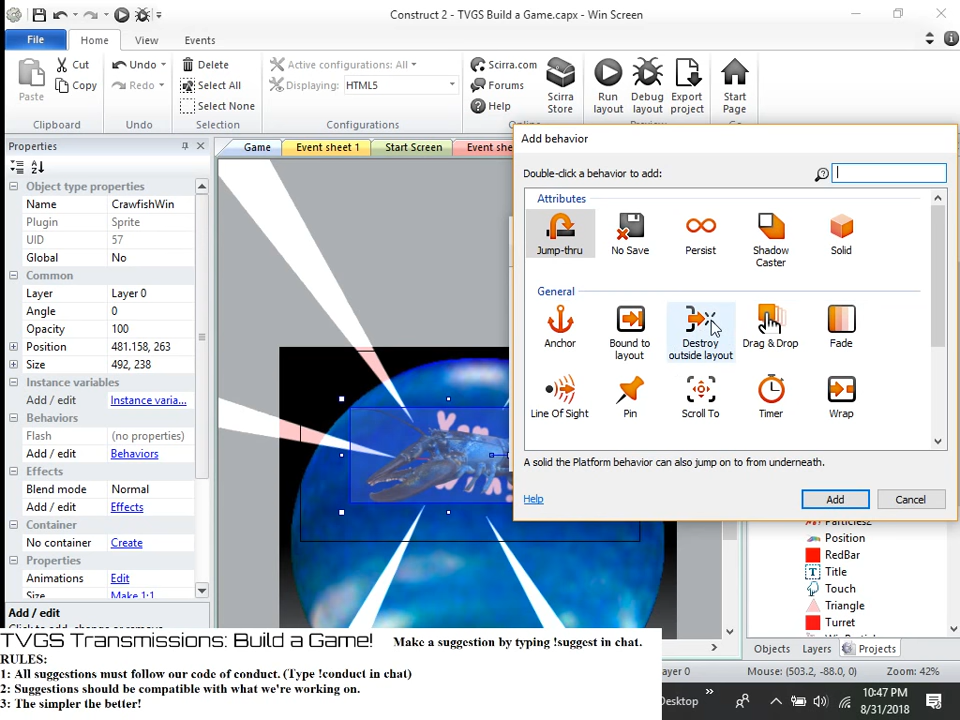 Construct 2 - TVGS Build a Game.capx - Win Screen
File
Home
View
Events
Paste
Cut
Copy
Clipboard
Undo
Redo
Undo
Delete
Select All
Select None
Selection
Active configurations: All
Displaying: HTML5
Configurations
Scirra.com
Forums
Help
Scirra Store
Run layout
Debug layout
Export project
Start Page
Properties
Game
Event sheet 1
Start Screen
Event she
Object type properties
Name CrawfishWin
Plugin Sprite
UID 57
Global No
Common
Layer Layer 0
Angle 0
Opacity 100
Position 481.158, 263
Size 492, 238
Instance variables
Add / edit Instance varia...
Behaviors
Flash (no properties)
Add / edit Behaviors
Effects
Blend mode Normal
Add / edit Effects
Container
No container Create
Properties
Animations Edit
Size Make 1:1
Add / edit
Add behavior
Double-click a behavior to add:
Attributes
Jump-thru
No Save
Persist
Shadow Caster
Solid
General
Anchor
Bound to layout
Destroy outside layout
Drag & Drop
Fade
Line Of Sight
Pin
Scroll To
Timer
Wrap
A solid the Platform behavior can also jump on to from underneath.
Help
Add
Cancel
Particles2
Position
RedBar
Title
Touch
Triangle
Turret
Objects
Layers
Projects
ayer 0
Mouse: (503.2, -88.0, 0)
Zoom: 42%
TVGS Transmissions: Build a Game!
Make a suggestion by typing !suggest in chat.
RULES:
1: All suggestions must follow our code of conduct. (Type !conduct in chat)
2: Suggestions should be compatible with what we're working on.
3: The simpler the better!
Desktop
10:47 PM
8/31/2018